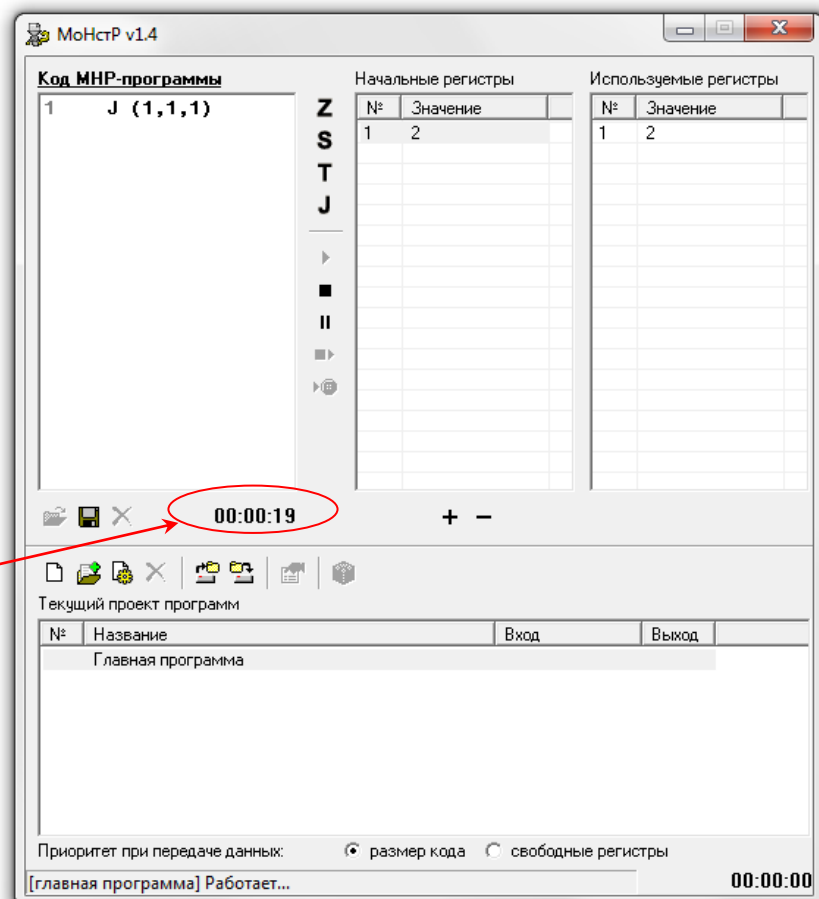 МоНстР v1.4
Код МНР-программы
Начальные регистры
Используемые регистры
1 J (1,1,1)
Z
S
T
J
№ Значение
1 2
№ Значение
1 2
00:00:19
+ −
Текущий проект программ
№ Название Вход Выход
Главная программа
Приоритет при передаче данных: размер кода свободные регистры
[главная программа] Работает...
00:00:00